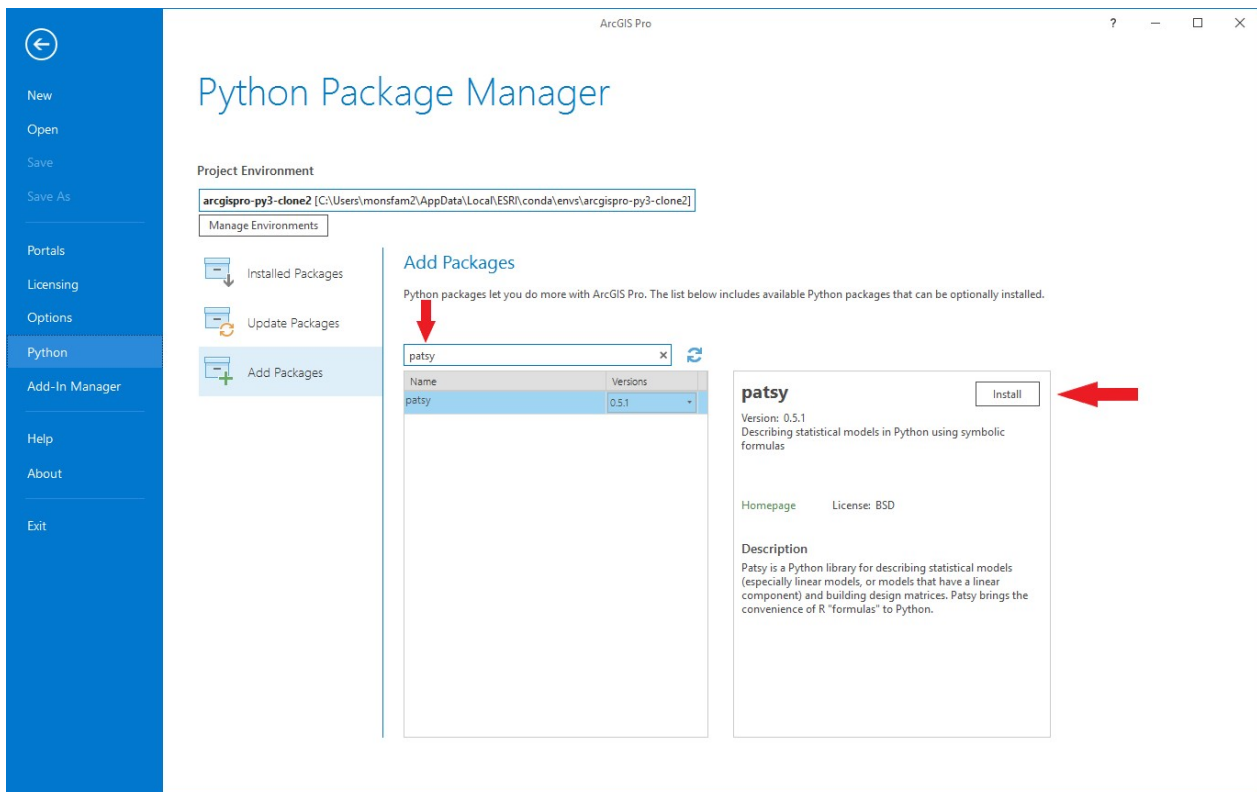 ArcGIS Pro
?
New
Open
Save
Save As
Portals
Licensing
Options
Python
Add-In Manager
Help
About
Exit
Python Package Manager
Project Environment
arcgispro-py3-clone2 [C:\Users\monsfam2\AppData\Local\ESRI\conda\envs\arcgispro-py3-clone2]
Manage Environments
Installed Packages
Update Packages
Add Packages
Add Packages
Python packages let you do more with ArcGIS Pro. The list below includes available Python packages that can be optionally installed.
patsy
Name Versions
patsy 0.5.1
patsy
Install
Version: 0.5.1
Describing statistical models in Python using symbolic
formulas
Homepage License: BSD
Description
Patsy is a Python library for describing statistical models
(especially linear models, or models that have a linear
component) and building design matrices. Patsy brings the
convenience of R "formulas" to Python.